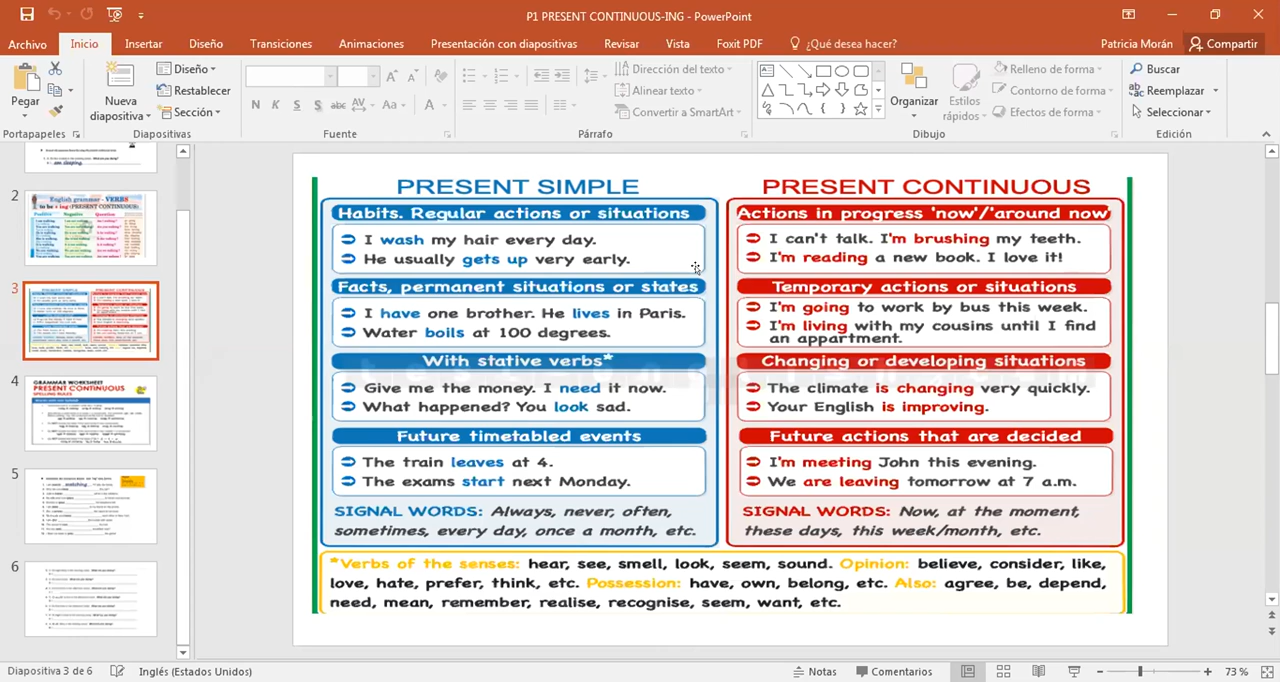 P1 PRESENT CONTINUOUS-ING - PowerPoint
Archivo Inicio Insertar Diseño Transiciones Animaciones Presentación con diapositivas Revisar Vista Foxit PDF ¿Qué desea hacer? Patricia Morán Compartir
Pegar
Nueva diapositiva
Diseño
Restablecer
Sección
N K S S abc AV Aa A
Dirección del texto
Alinear texto
Convertir a SmartArt
Organizar
Estilos rápidos
Relleno de forma
Contorno de forma
Efectos de forma
Buscar
Reemplazar
Seleccionar
Portapapeles Diapositivas Fuente Párrafo Dibujo Edición
2
English grammar - VERBS
to be + ing (PRESENT CONTINUOUS)
3
4
GRAMMAR WORKSHEET
PRESENT CONTINUOUS
SPELLING RULES
5
6
PRESENT SIMPLE
Habits. Regular actions or situations
I wash my hair every day.
He usually gets up very early.
Facts, permanent situations or states
I have one brother. He lives in Paris.
Water boils at 100 degrees.
With stative verbs*
Give me the money. I need it now.
What happened? You look sad.
Future timetabled events
The train leaves at 4.
The exams start next Monday.
SIGNAL WORDS: Always, never, often,
sometimes, every day, once a month, etc.
PRESENT CONTINUOUS
Actions in progress 'now'/'around now
I can't talk. I'm brushing my teeth.
I'm reading a new book. I love it!
Temporary actions or situations
I'm going to work by bus this week.
I'm living with my cousins until I find
an appartment.
Changing or developing situations
The climate is changing very quickly.
Your English is improving.
Future actions that are decided
I'm meeting John this evening.
We are leaving tomorrow at 7 a.m.
SIGNAL WORDS: Now, at the moment,
these days, this week/month, etc.
*Verbs of the senses: hear, see, smell, look, seem, sound. Opinion: believe, consider, like,
love, hate, prefer, think, etc. Possession: have, own, belong, etc. Also: agree, be, depend,
need, mean, remember, realise, recognise, seem, want, etc.
Diapositiva 3 de 6 Inglés (Estados Unidos) Notas Comentarios 73 %